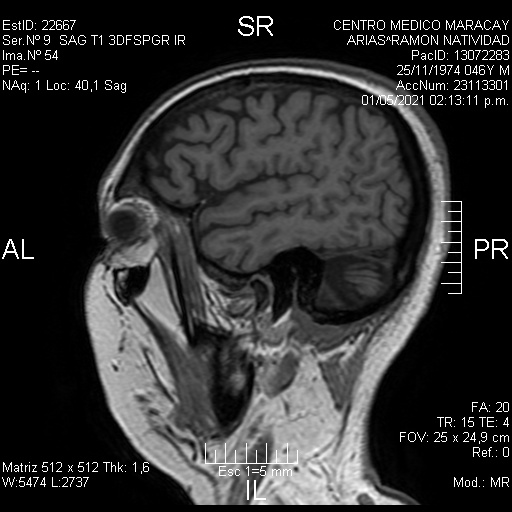 EstID: 22667
Ser.Nº 9 SAG T1 3DFSPGR IR
Ima.Nº 54
PE= --
NAq: 1 Loc: 40,1 Sag
SR
CENTRO MEDICO MARACAY
ARIAS^RAMON NATIVIDAD
PacID: 13072283
25/11/1974 046Y M
AccNum: 23113301
01/05/2021 02:13:11 p.m.
AL
PR
FA: 20
TR: 15 TE: 4
FOV: 25 x 24,9 cm
Ref.: 0
Matriz 512 x 512 Thk: 1,6
W:5474 L:2737
Esc 1=5 mm
IL
Mod.: MR